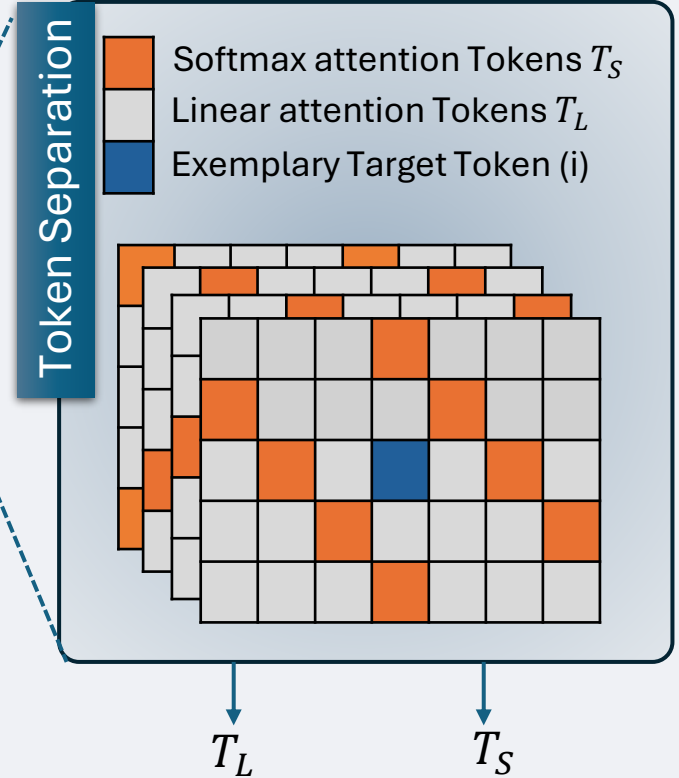 Token Separation
Softmax attention Tokens T_S
Linear attention Tokens T_L
Exemplary Target Token (i)
T_L
T_S